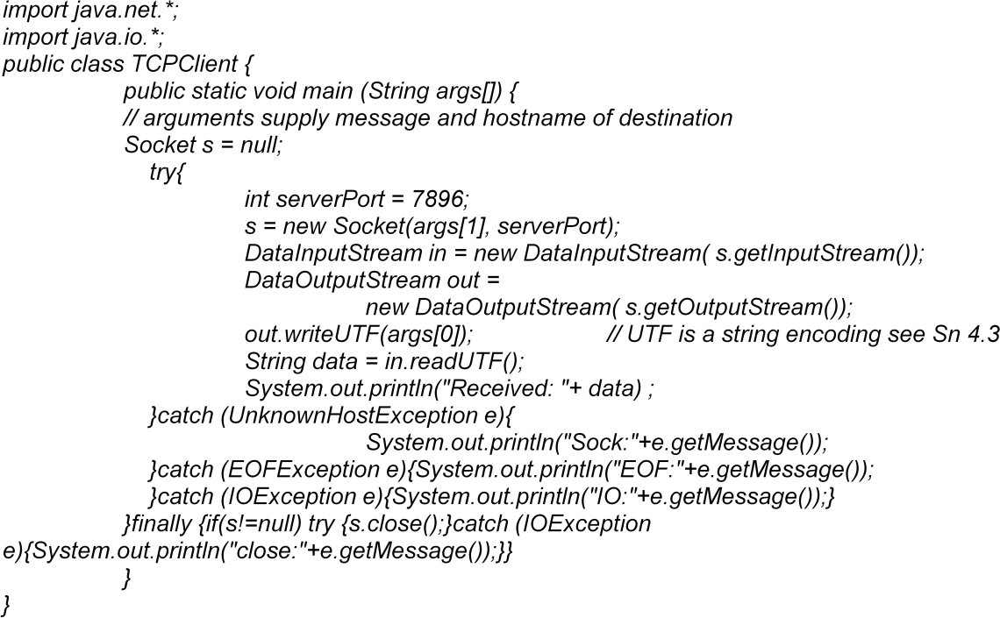 import java.net.*;
import java.io.*;
public class TCPClient {
public static void main (String args[]) {
// arguments supply message and hostname of destination
Socket s = null;
try{
int serverPort = 7896;
s = new Socket(args[1], serverPort);
DataInputStream in = new DataInputStream( s.getInputStream());
DataOutputStream out =
new DataOutputStream( s.getOutputStream());
out.writeUTF(args[0]); // UTF is a string encoding see Sn 4.3
String data = in.readUTF();
System.out.println("Received: "+ data) ;
}catch (UnknownHostException e){
System.out.println("Sock:"+e.getMessage());
}catch (EOFException e){System.out.println("EOF:"+e.getMessage());
}catch (IOException e){System.out.println("IO:"+e.getMessage());}
}finally {if(s!=null) try {s.close();}catch (IOException
e){System.out.println("close:"+e.getMessage());}}
}
}